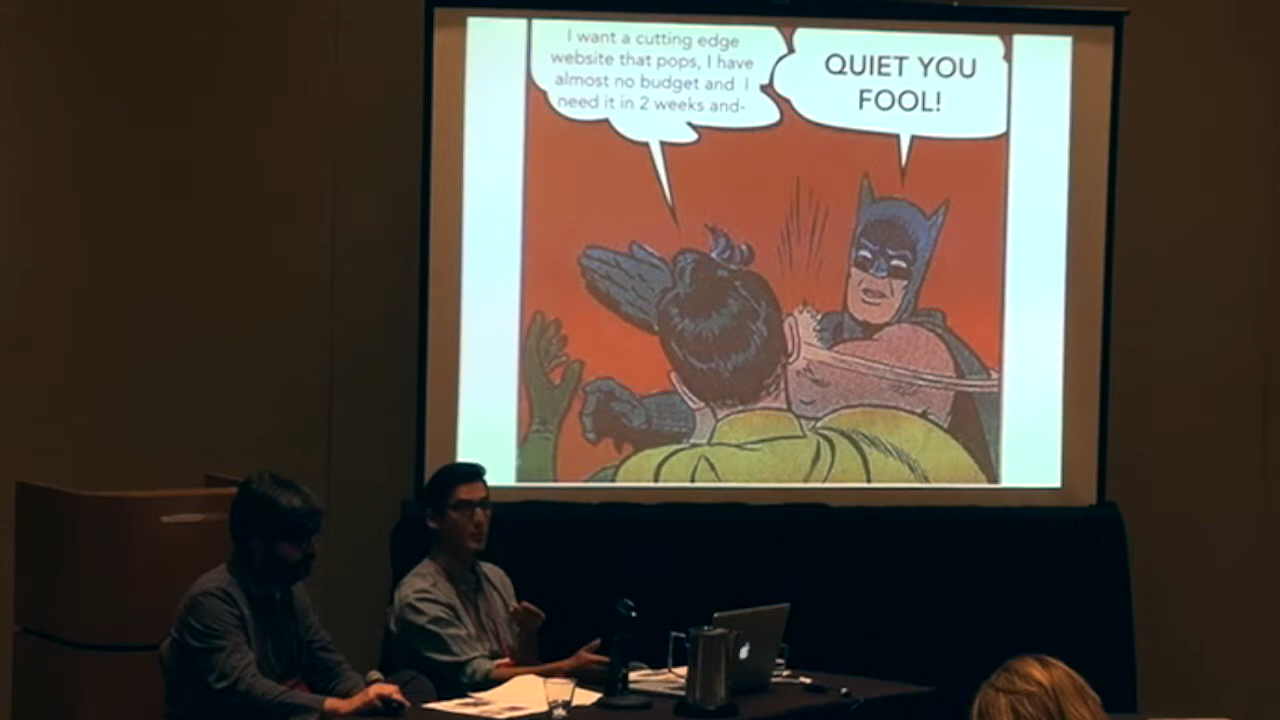 I want a cutting edge
website that pops, I have
almost no budget and I
need it in 2 weeks and-
QUIET YOU
FOOL!